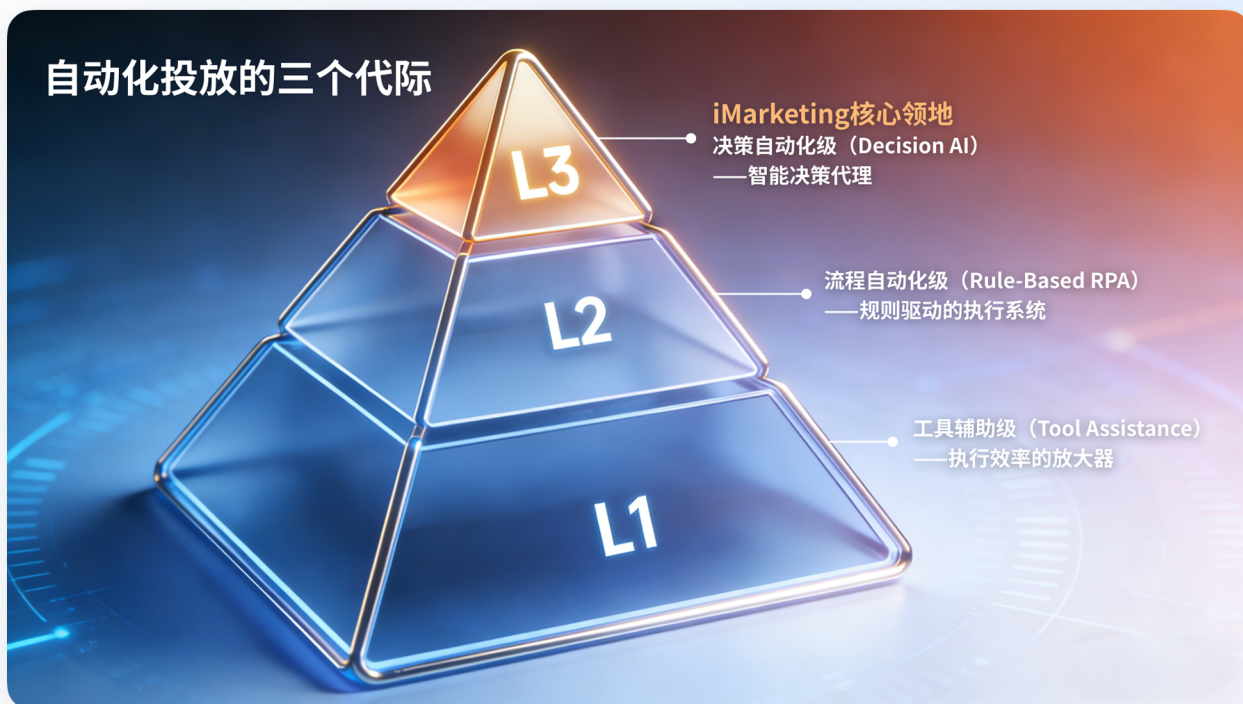 自动化投放的三个代际
iMarketing核心领地
决策自动化级（Decision AI）
——智能决策代理
L3
流程自动化级（Rule-Based RPA）
——规则驱动的执行系统
L2
工具辅助级（Tool Assistance）
——执行效率的放大器
L1